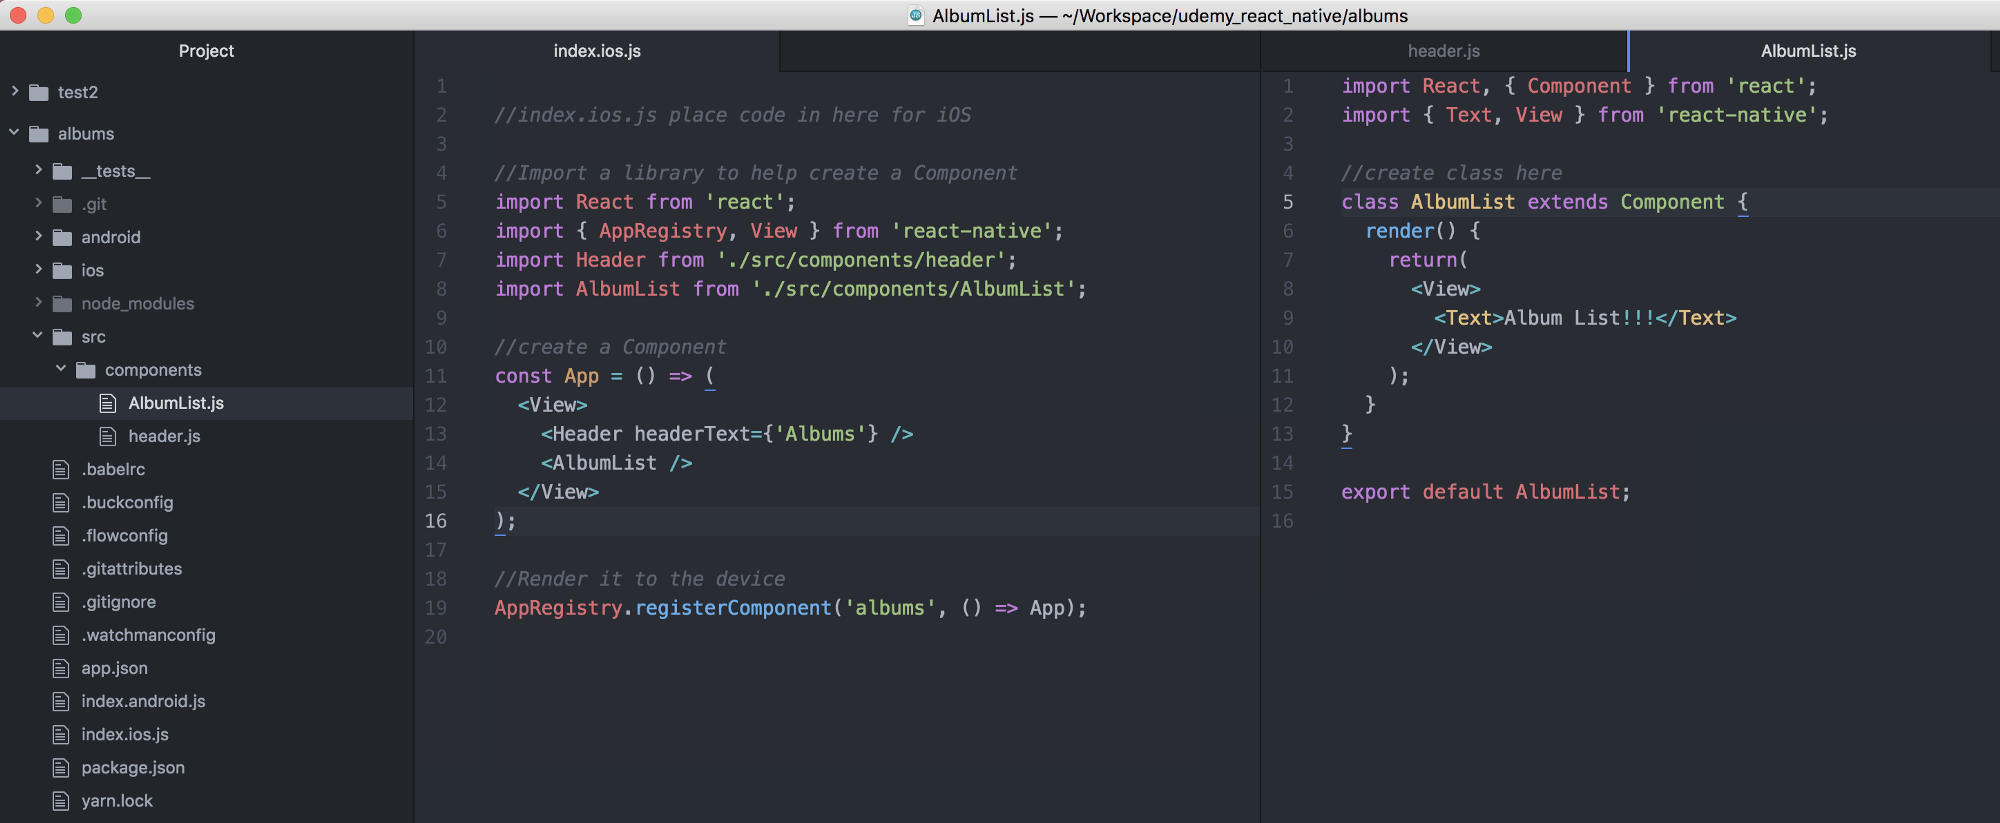 AlbumList.js — ~/Workspace/udemy_react_native/albums
Project
test2
albums
__tests__
.git
android
ios
node_modules
src
components
AlbumList.js
header.js
.babelrc
.buckconfig
.flowconfig
.gitattributes
.gitignore
.watchmanconfig
app.json
index.android.js
index.ios.js
package.json
yarn.lock
index.ios.js
1
2 //index.ios.js place code in here for iOS
3
4 //Import a library to help create a Component
5 import React from 'react';
6 import { AppRegistry, View } from 'react-native';
7 import Header from './src/components/header';
8 import AlbumList from './src/components/AlbumList';
9
10 //create a Component
11 const App = () => (
12 <View>
13 <Header headerText={'Albums'} />
14 <AlbumList />
15 </View>
16 );
17
18 //Render it to the device
19 AppRegistry.registerComponent('albums', () => App);
20
header.js
AlbumList.js
1 import React, { Component } from 'react';
2 import { Text, View } from 'react-native';
3
4 //create class here
5 class AlbumList extends Component {
6 render() {
7 return(
8 <View>
9 <Text>Album List!!!</Text>
10 </View>
11 );
12 }
13 }
14
15 export default AlbumList;
16